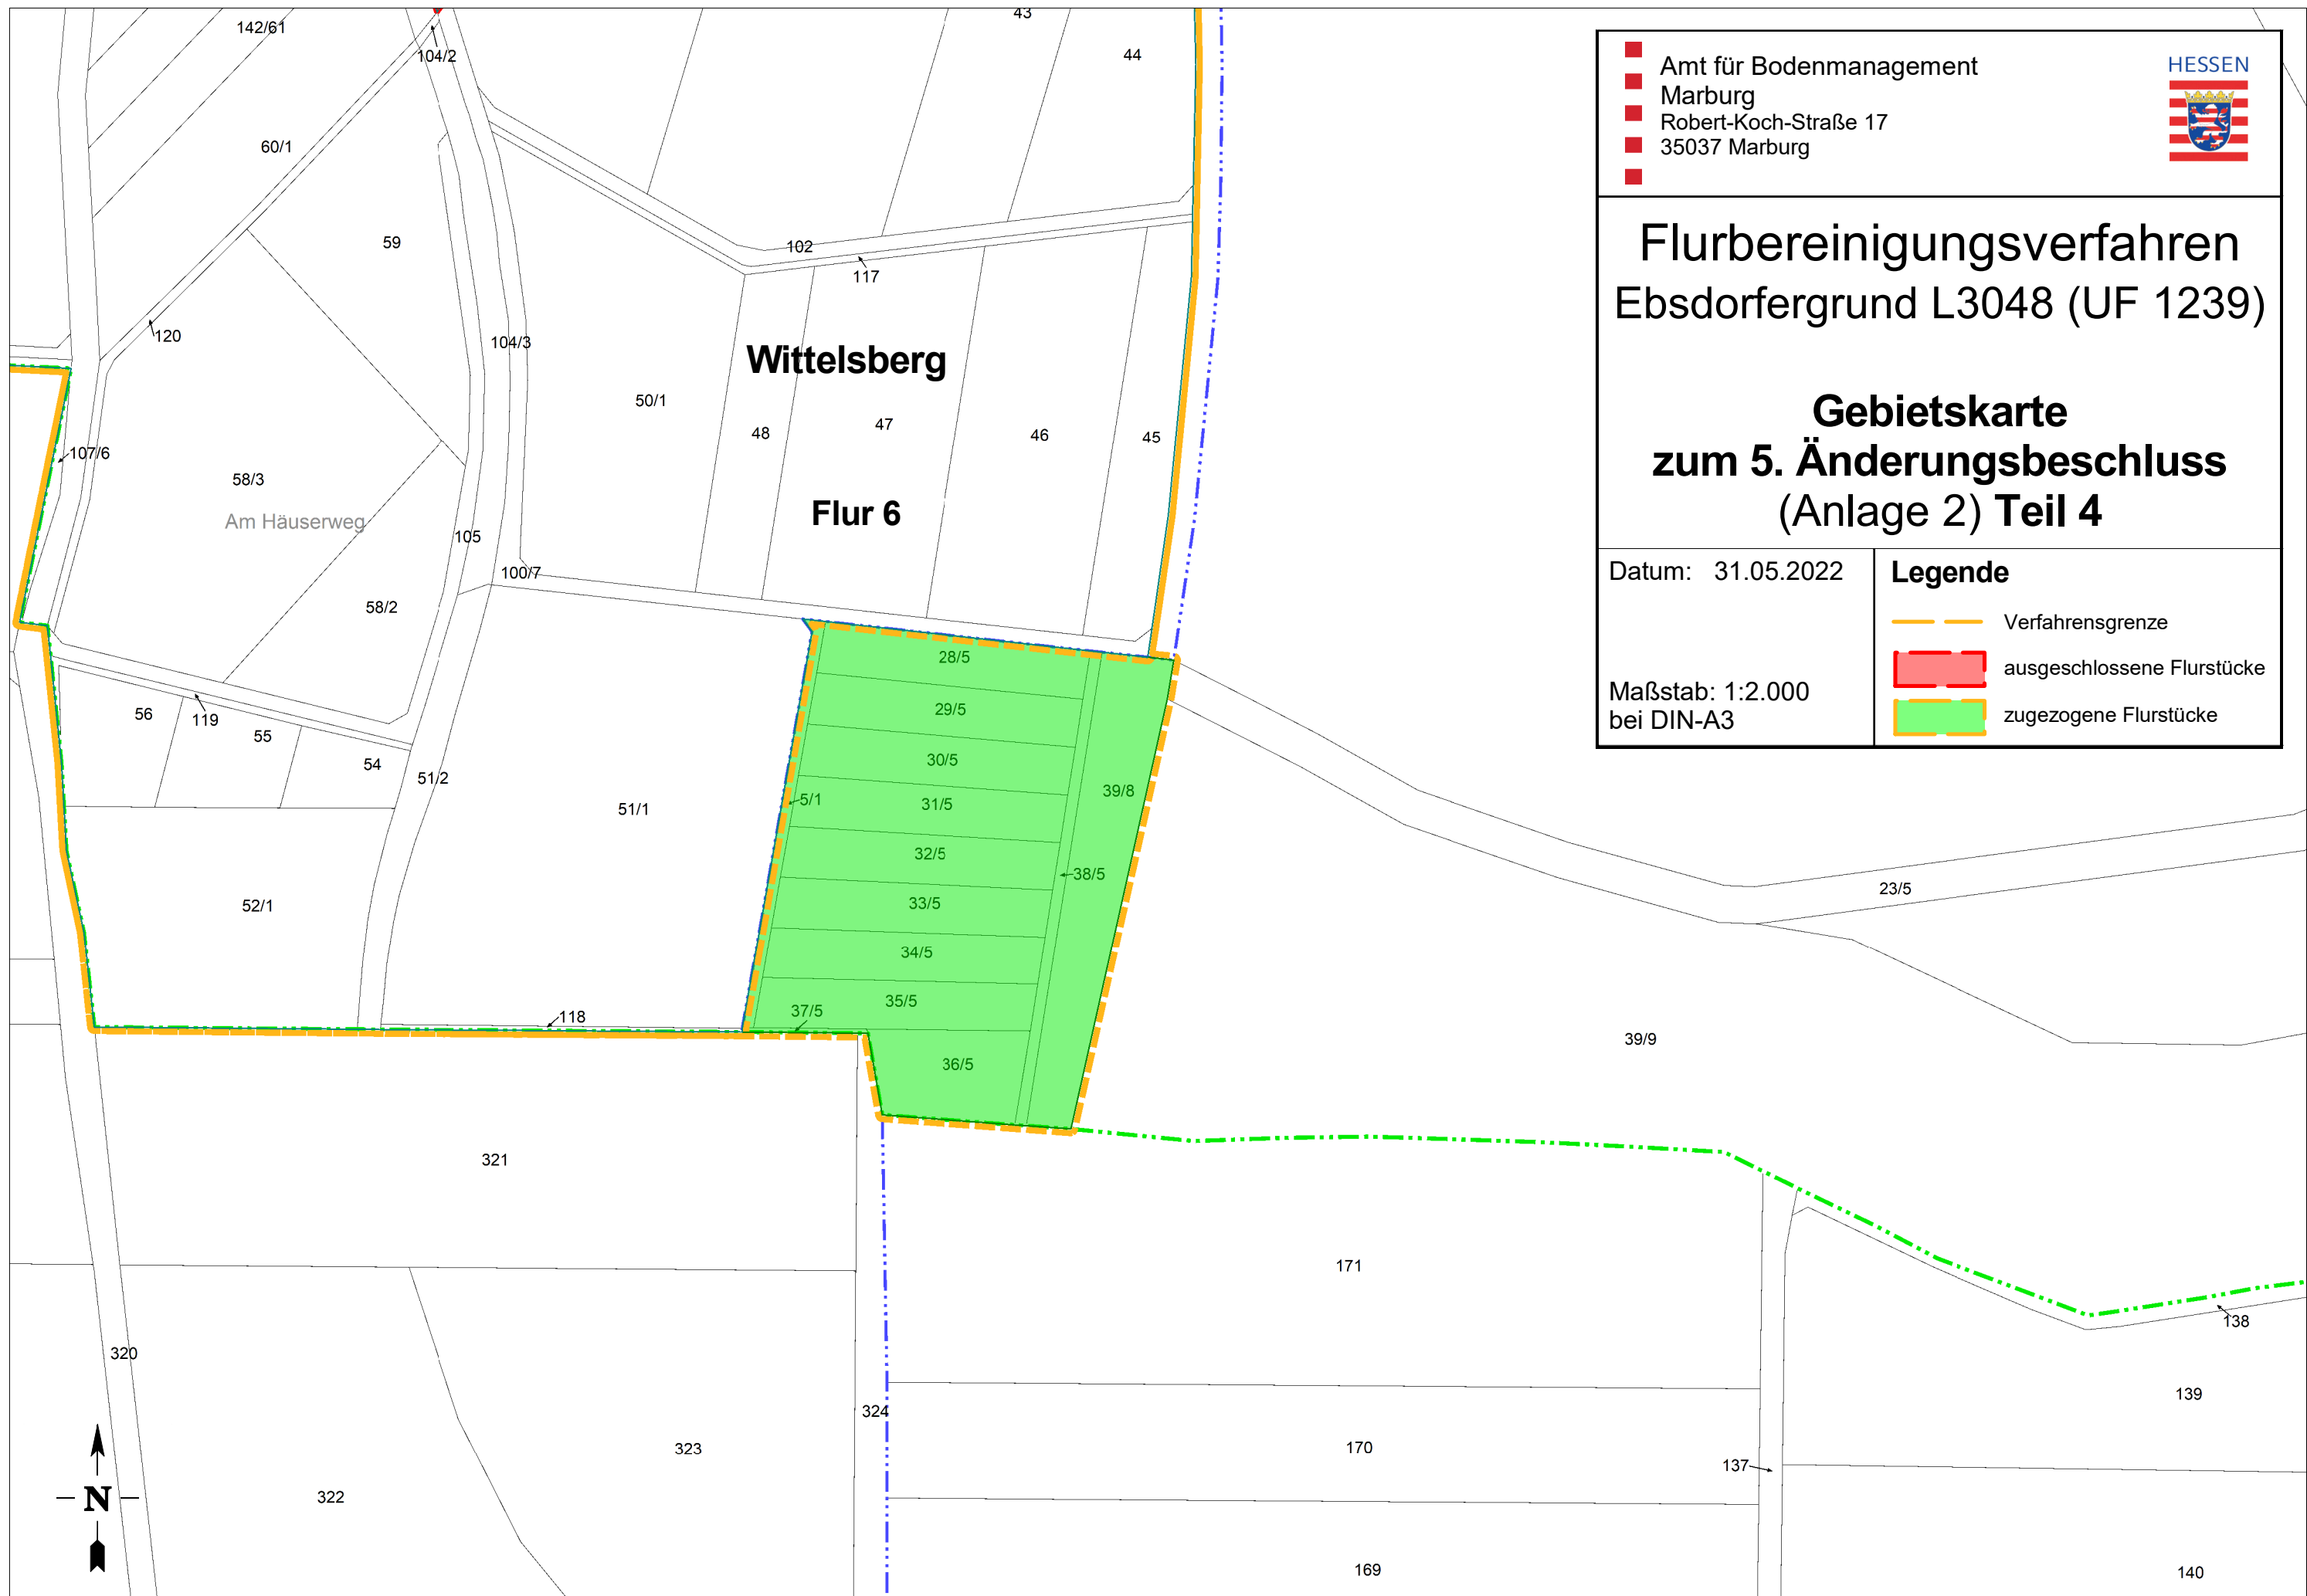 Amt für Bodenmanagement
Marburg
Robert-Koch-Straße 17
35037 Marburg
HESSEN
Flurbereinigungsverfahren
Ebsdorfergrund L3048 (UF 1239)
Gebietskarte
zum 5. Änderungsbeschluss
(Anlage 2) Teil 4
Datum: 31.05.2022
Maßstab: 1:2.000
bei DIN-A3
Legende
Verfahrensgrenze
ausgeschlossene Flurstücke
zugezogene Flurstücke
142/61
104/2
43
44
60/1
59
102
117
120
104/3
Wittelsberg
50/1
48
47
46
45
107/6
58/3
Am Häuserweg
Flur 6
105
100/7
58/2
28/5
56
119
55
29/5
54
51/2
30/5
5/1
31/5
39/8
51/1
32/5
38/5
23/5
52/1
33/5
34/5
35/5
37/5
118
39/9
36/5
321
171
138
320
139
324
323
170
137
322
N
169
140